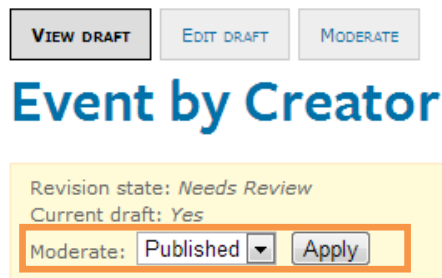 VIEW DRAFT EDIT DRAFT MODERATE
Event by Creator
Revision state: Needs Review
Current draft: Yes
Moderate: Published Apply